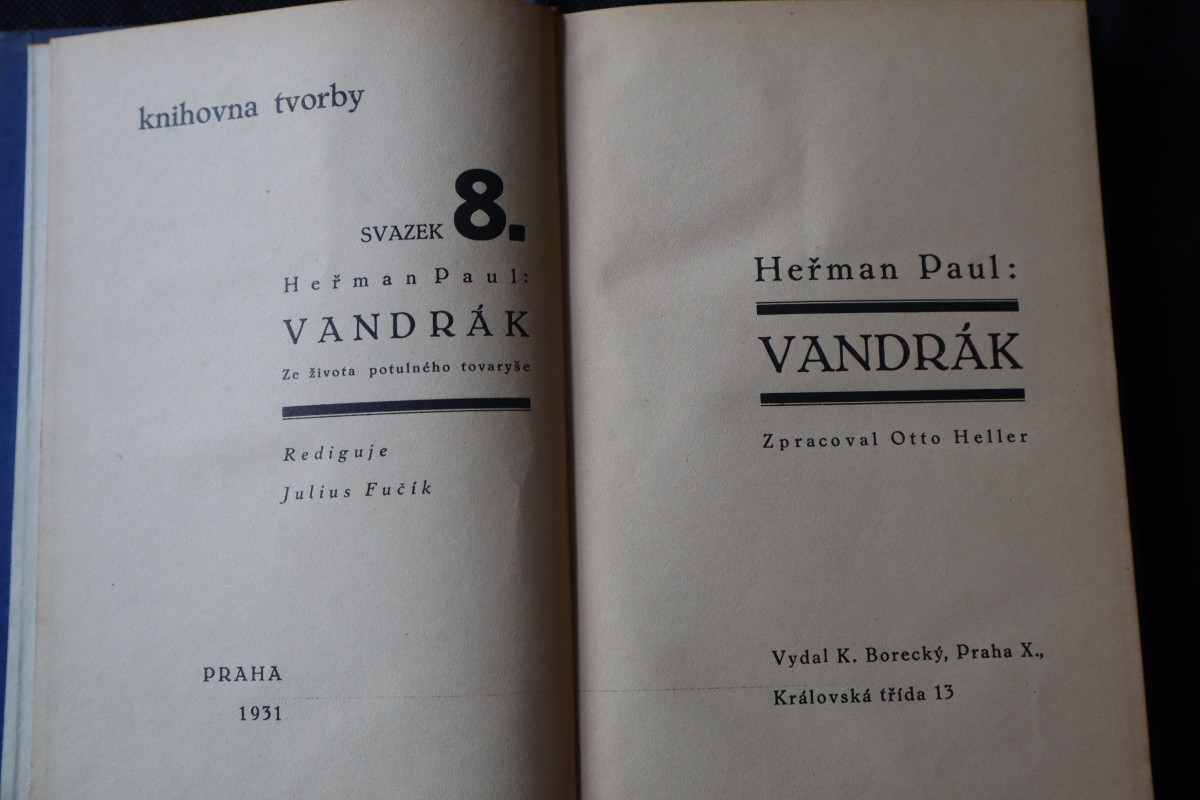 knihovna tvorby
SVAZEK 8.
Heřman Paul:
VANDRÁK
Ze života potulného tovaryše
Rediguje
Julius Fučík
PRAHA
1931
Heřman Paul:
VANDRÁK
Zpracoval Otto Heller
Vydal K. Borecký, Praha X.,
Královská třída 13